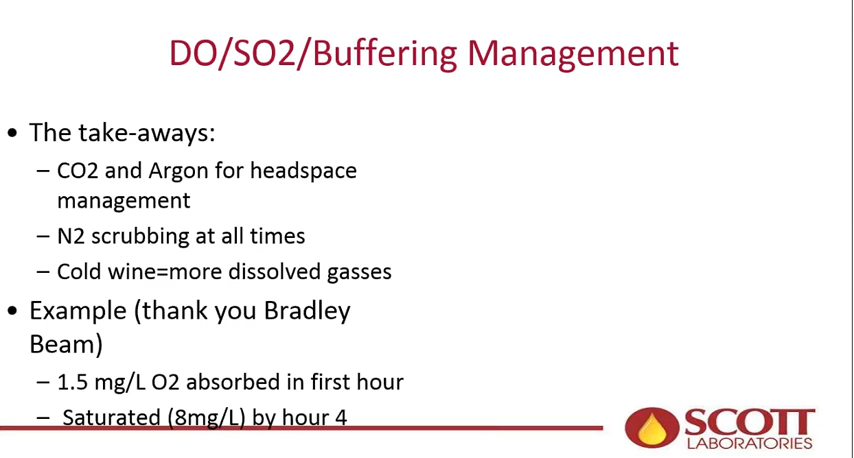 DO/SO2/Buffering Management
• The take-aways:
– CO2 and Argon for headspace
management
– N2 scrubbing at all times
– Cold wine=more dissolved gasses
• Example (thank you Bradley
Beam)
– 1.5 mg/L O2 absorbed in first hour
– Saturated (8mg/L) by hour 4
SCOTT
LABORATORIES